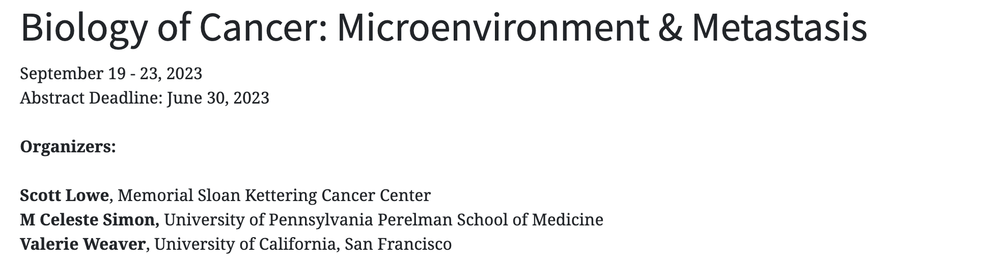 Biology of Cancer: Microenvironment & Metastasis
September 19 - 23, 2023
Abstract Deadline: June 30, 2023
Organizers:
Scott Lowe, Memorial Sloan Kettering Cancer Center
M Celeste Simon, University of Pennsylvania Perelman School of Medicine
Valerie Weaver, University of California, San Francisco